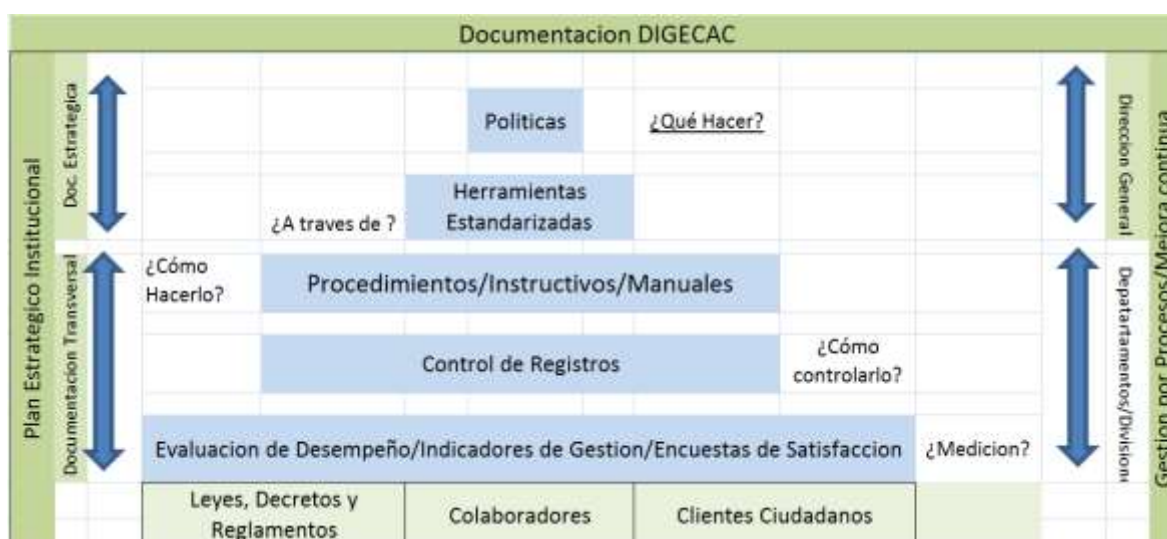 Documentacion DIGECAC
Plan Estrategico Institucional
Doc. Estrategica
Politicas
¿Qué Hacer?
Direccion General
Gestion por Procesos/Mejora continua
¿A traves de ?
Herramientas
Estandarizadas
Documentacion Transversal
¿Cómo
Hacerlo?
Procedimientos/Instructivos/Manuales
Depatartamentos/Division
Control de Registros
¿Cómo
controlarlo?
Evaluacion de Desempeño/Indicadores de Gestion/Encuestas de Satisfaccion
¿Medicion?
Leyes, Decretos y
Reglamentos
Colaboradores
Clientes Ciudadanos